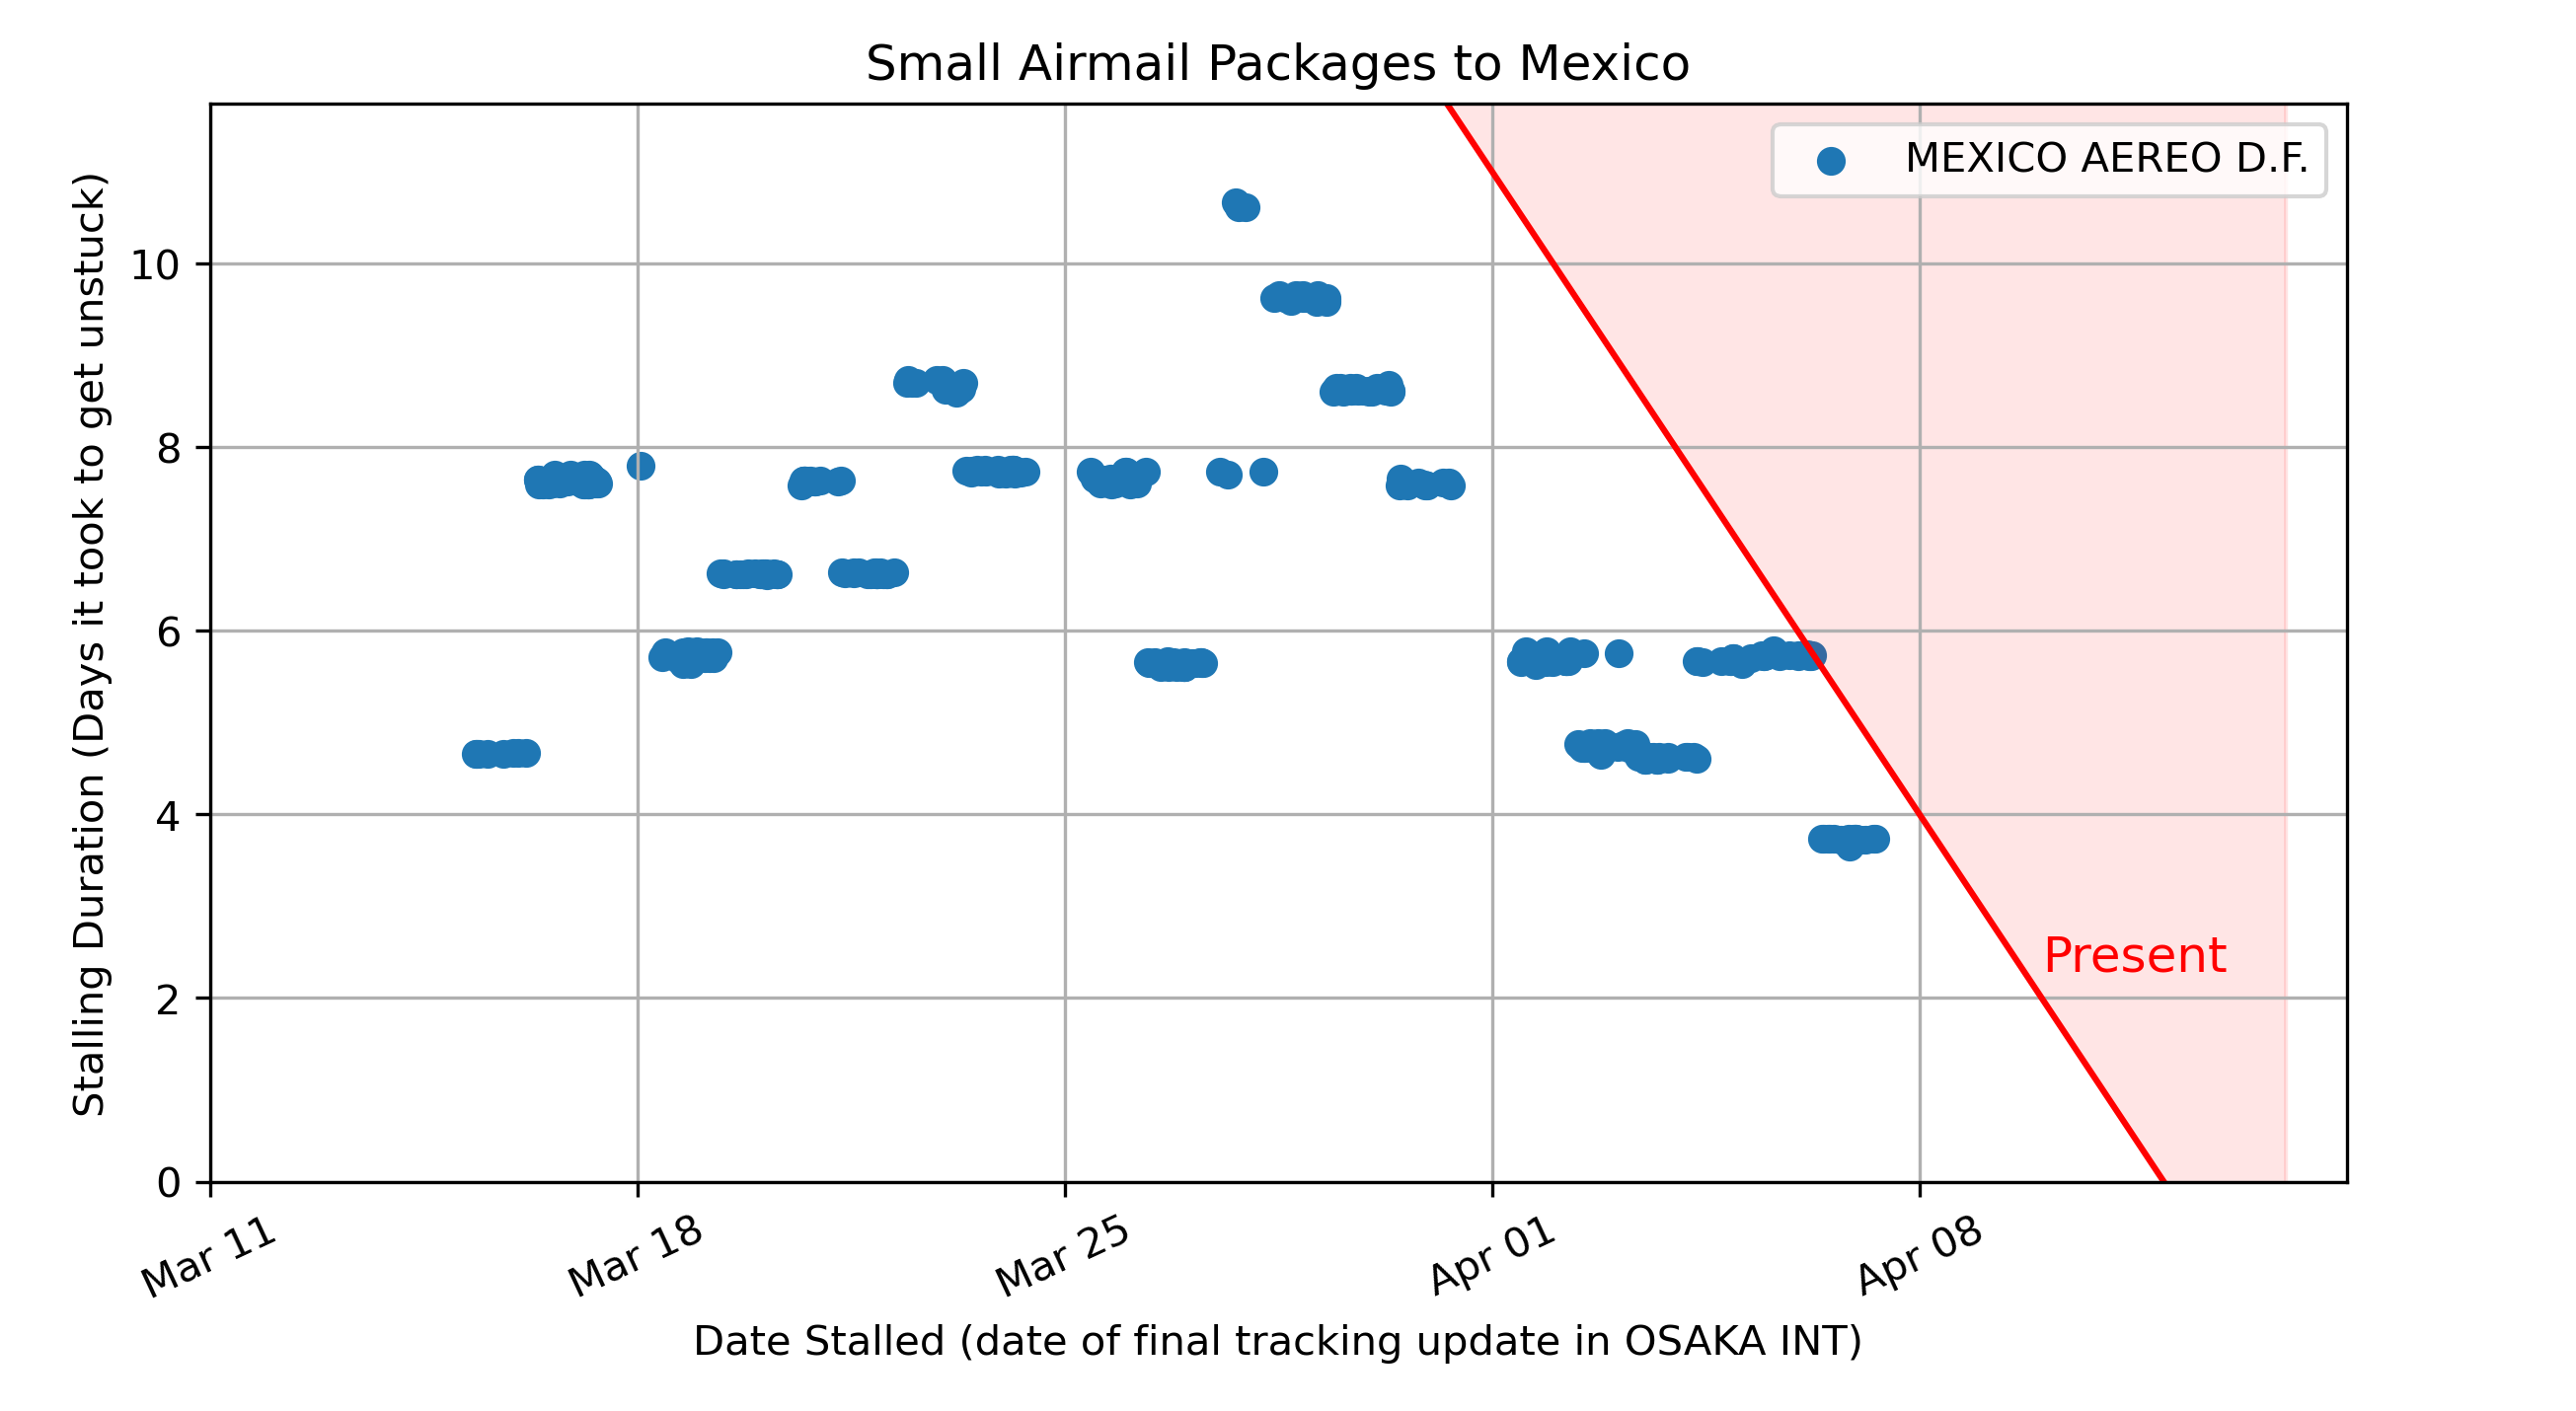 Small Airmail Packages to Mexico
MEXICO AEREO D.F.
Stalling Duration (Days it took to get unstuck)
10
8
6
4
2
0
Present
Mar 11
Mar 18
Mar 25
Apr 01
Apr 08
Date Stalled (date of final tracking update in OSAKA INT)